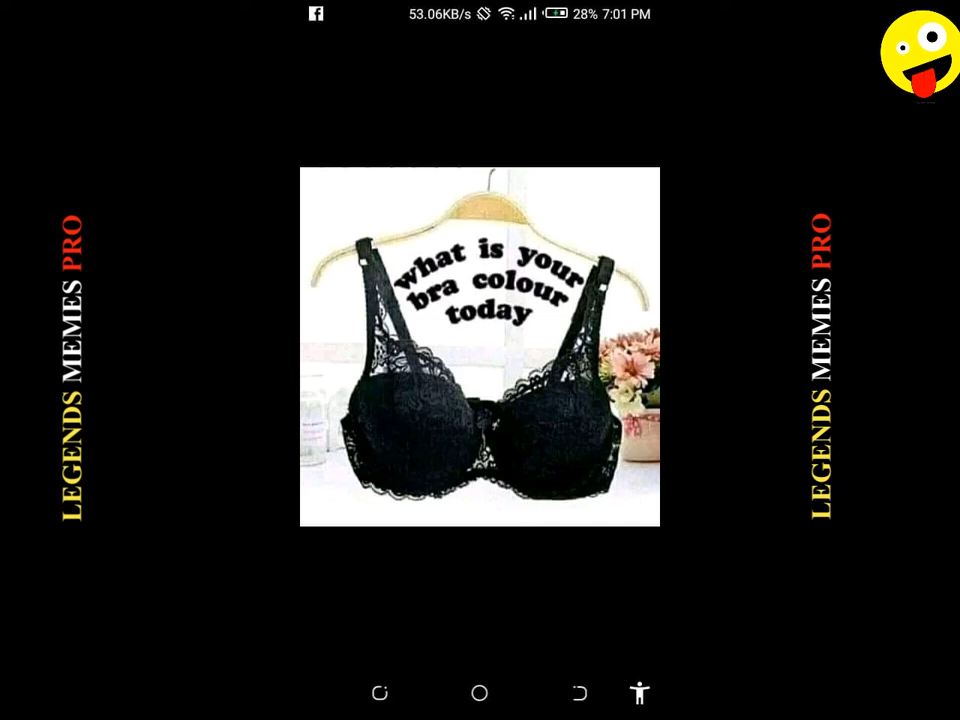 53.06KB/s 28% 7:01 PM
what is your
bra colour
today
LEGENDS MEMES PRO
LEGENDS MEMES PRO